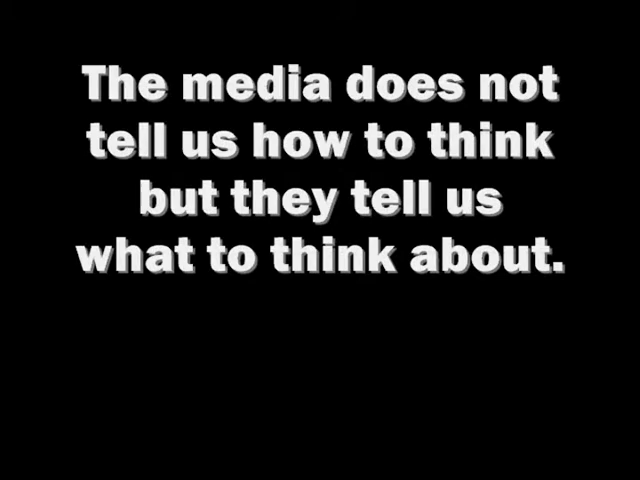 The media does not
tell us how to think
but they tell us
what to think about.